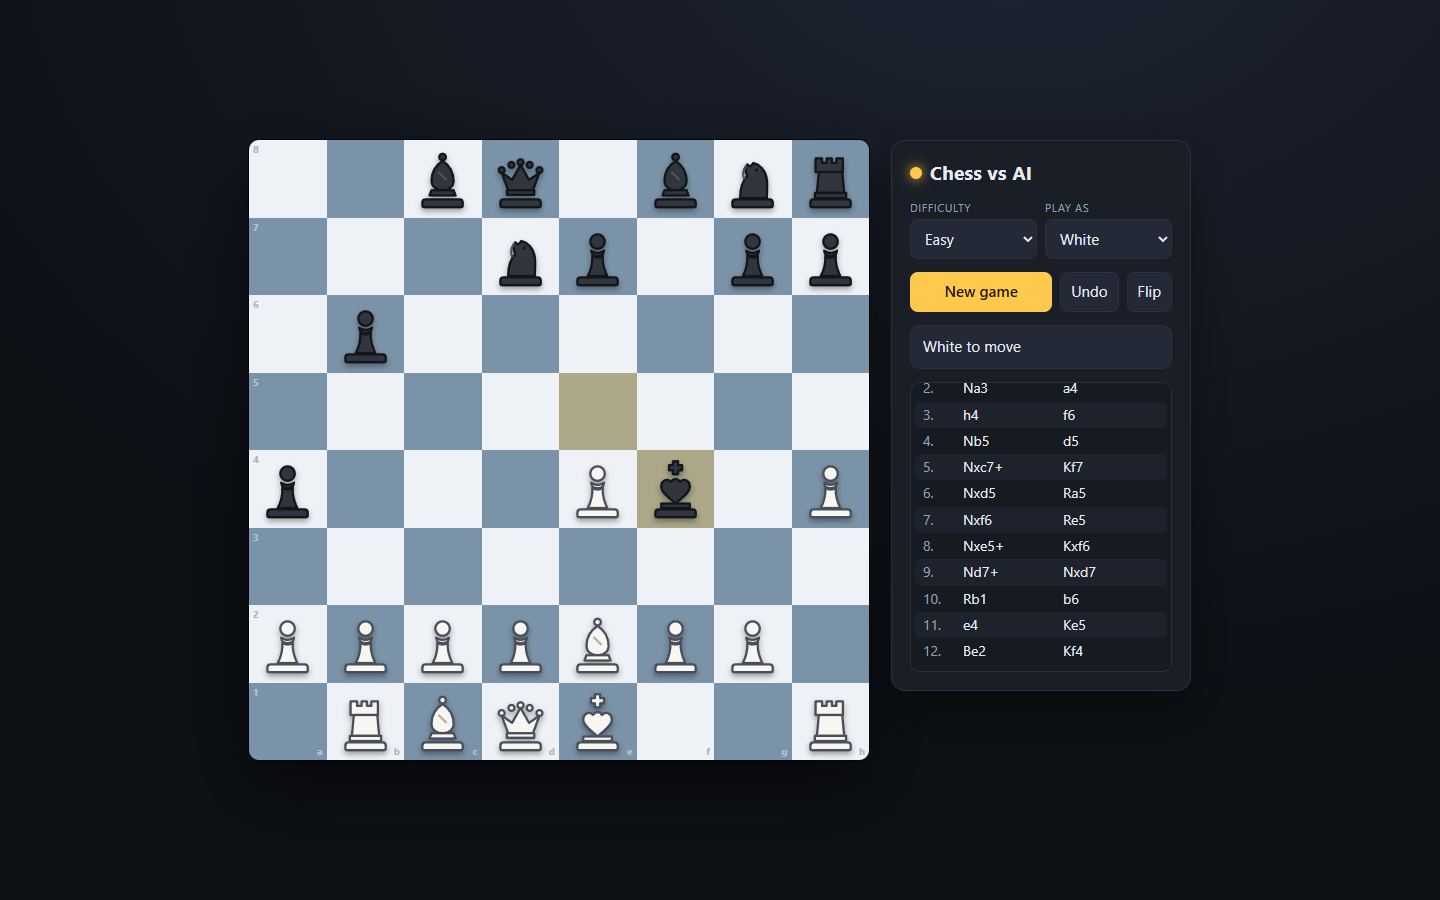 8
7
6
5
4
3
2
1
a b c d e f g h
Chess vs AI
DIFFICULTY PLAY AS
Easy White
New game Undo Flip
White to move
2. Na3 a4
3. h4 f6
4. Nb5 d5
5. Nxc7+ Kf7
6. Nxd5 Ra5
7. Nxf6 Re5
8. Nxe5+ Kxf6
9. Nd7+ Nxd7
10. Rb1 b6
11. e4 Ke5
12. Be2 Kf4